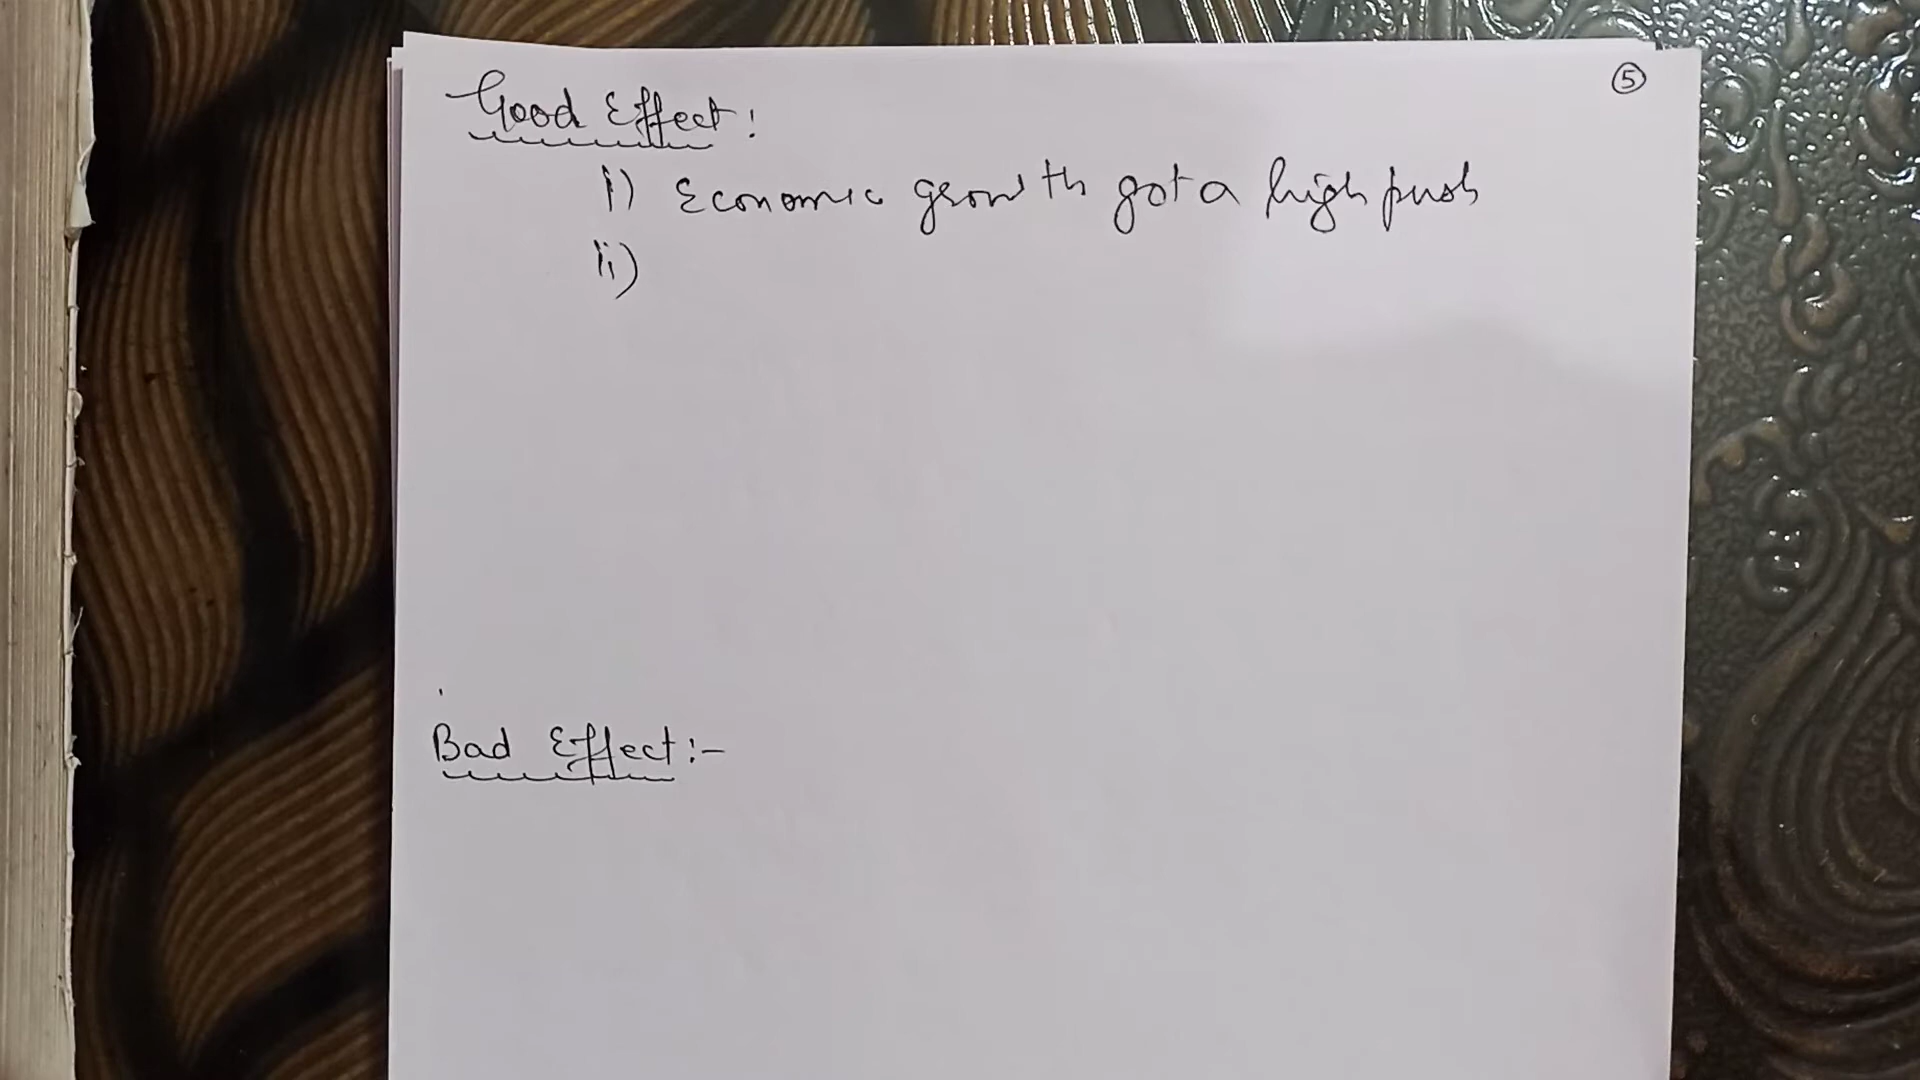 5
Good Effect:
i) Economic growth got a high push
ii)
Bad Effect:-